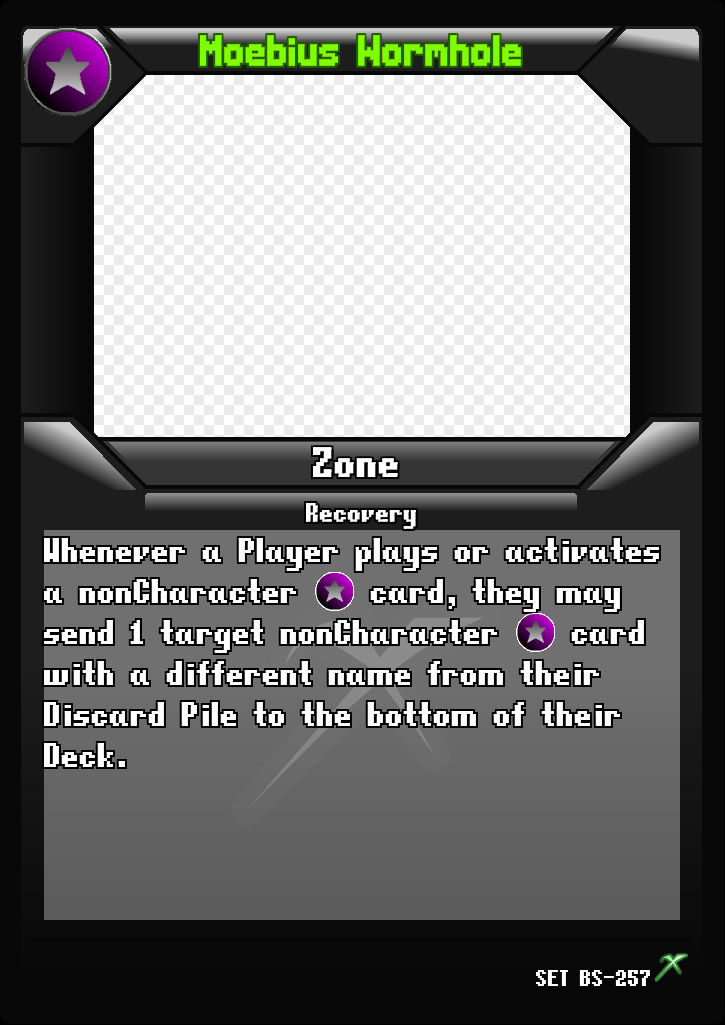 Moebius Wormhole
Zone
Recovery
Whenever a Player plays or activates
a nonCharacter card, they may
send 1 target nonCharacter card
with a different name from their
Discard Pile to the bottom of their
Deck.
SET BS-257